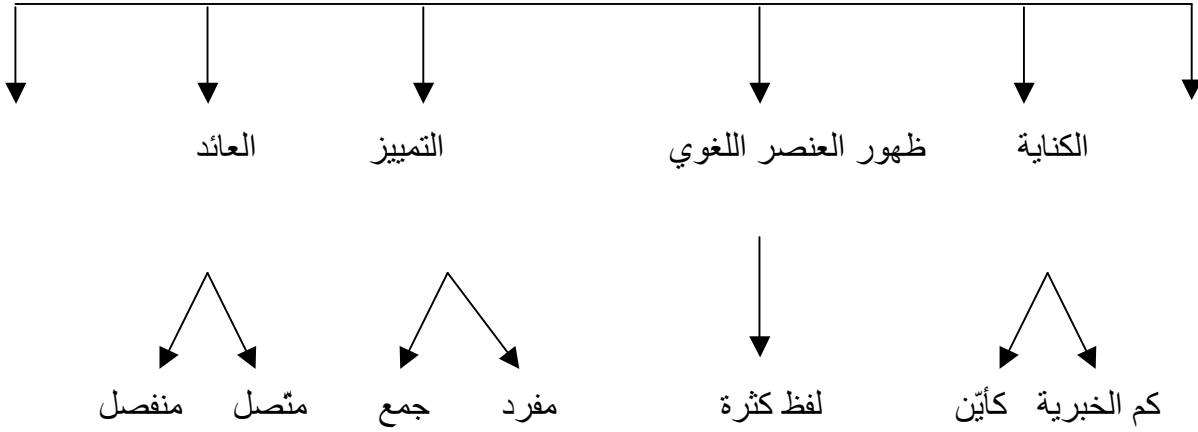 الكناية ظهور العنصر اللغوي التمييز العائد
كم الخبرية كأيّن لفظ كثرة مفرد جمع متّصل منفصل